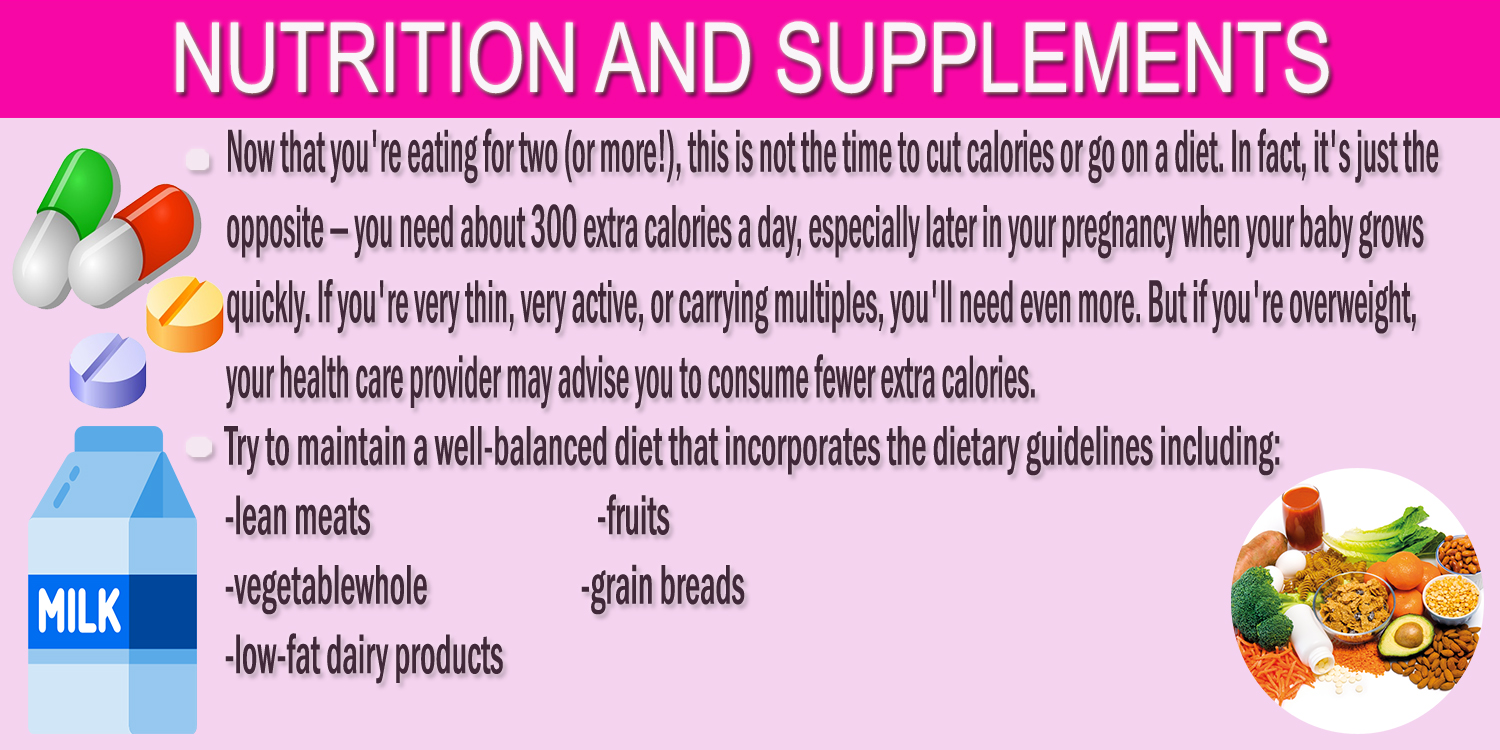 NUTRITION AND SUPPLEMENTS
Now that you're eating for two (or more!), this is not the time to cut calories or go on a diet. In fact, it's just the
opposite – you need about 300 extra calories a day, especially later in your pregnancy when your baby grows
quickly. If you're very thin, very active, or carrying multiples, you'll need even more. But if you're overweight,
your health care provider may advise you to consume fewer extra calories.
Try to maintain a well-balanced diet that incorporates the dietary guidelines including:
-lean meats -fruits
-vegetablewhole -grain breads
-low-fat dairy products
MILK